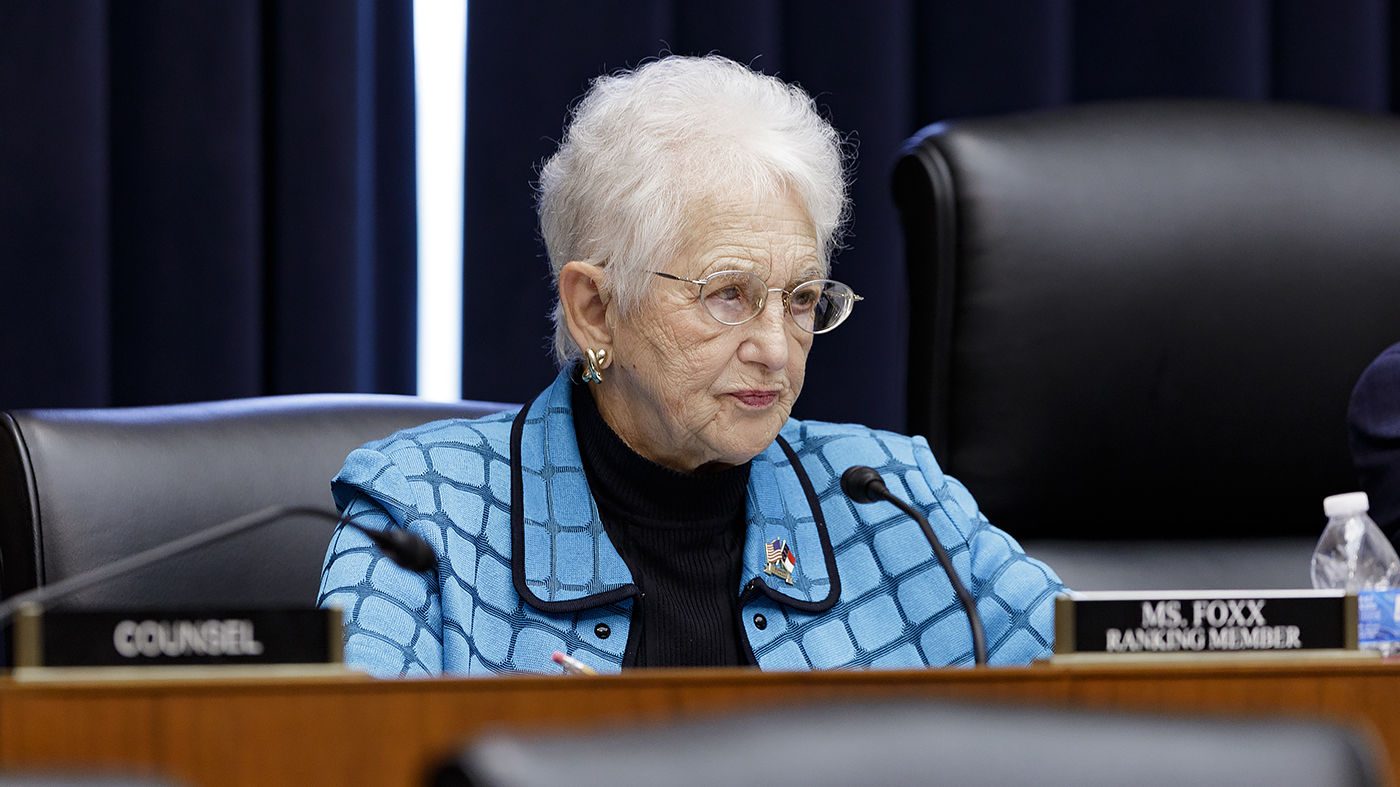 COUNSEL
MS. FOXX
RANKING MEMBER